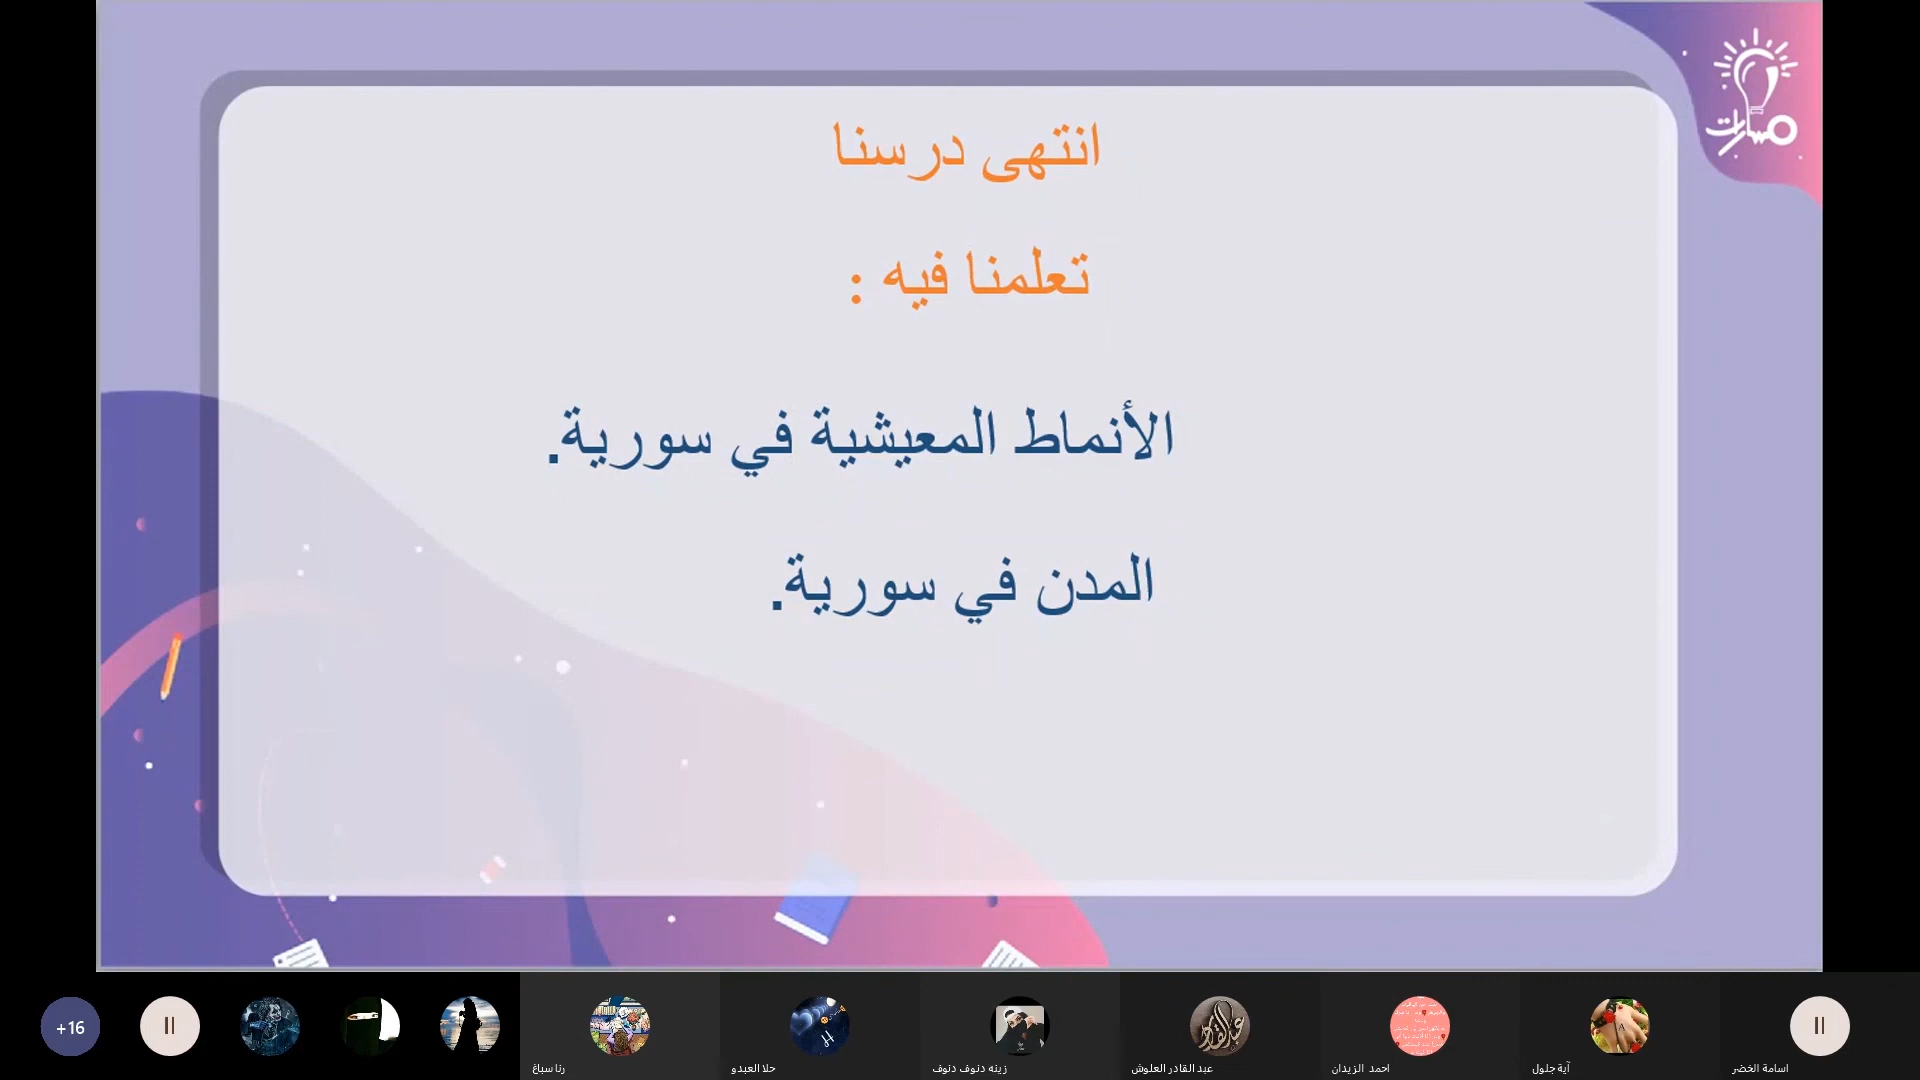 مسارات
انتهى درسنا
تعلمنا فيه :
الأنماط المعيشية في سورية.
المدن في سورية.
+16
رنا سباغ
حلا العبدو
زينه دنوف دنوف
عبد القادر العلوش
احمد الزيدان
آية جلول
اسامة الخضر